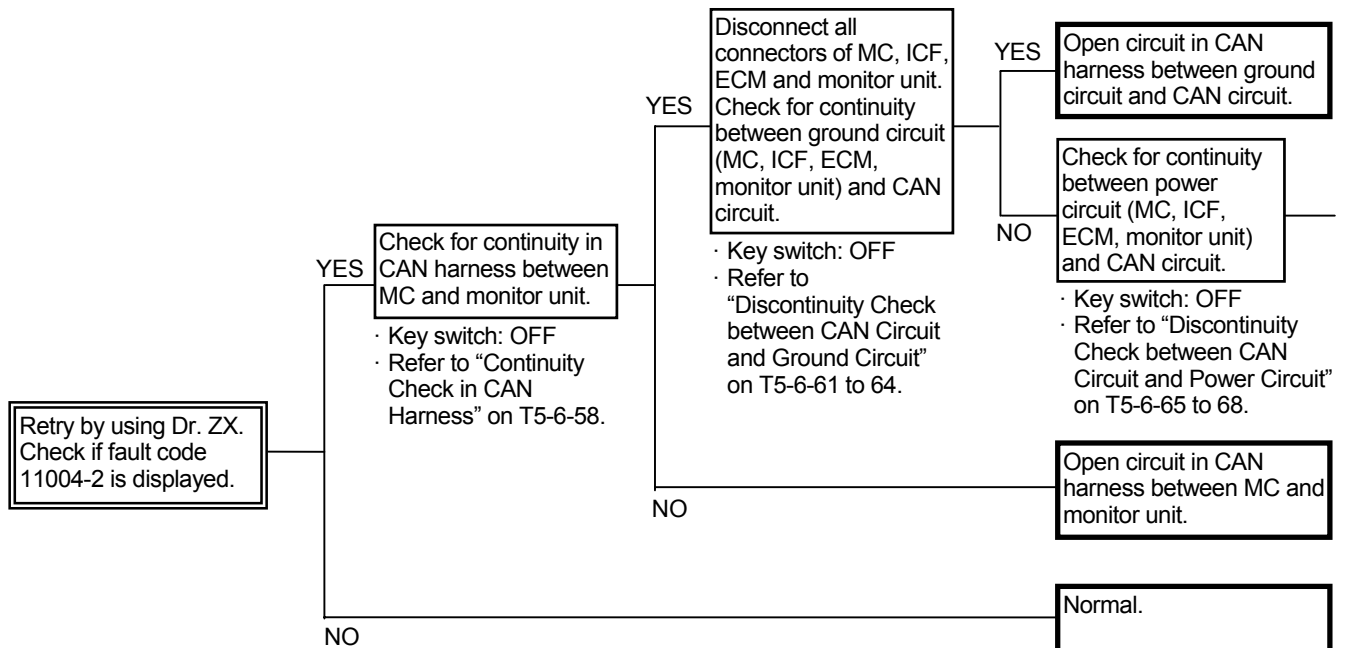 Retry by using Dr. ZX.
Check if fault code
11004-2 is displayed.
YES
Check for continuity in
CAN harness between
MC and monitor unit.
· Key switch: OFF
· Refer to “Continuity
Check in CAN
Harness” on T5-6-58.
YES
Disconnect all
connectors of MC, ICF,
ECM and monitor unit.
Check for continuity
between ground circuit
(MC, ICF, ECM,
monitor unit) and CAN
circuit.
· Key switch: OFF
· Refer to
“Discontinuity Check
between CAN Circuit
and Ground Circuit”
on T5-6-61 to 64.
YES
Open circuit in CAN
harness between ground
circuit and CAN circuit.
NO
Check for continuity
between power
circuit (MC, ICF,
ECM, monitor unit)
and CAN circuit.
· Key switch: OFF
· Refer to “Discontinuity
Check between CAN
Circuit and Power Circuit”
on T5-6-65 to 68.
NO
Open circuit in CAN
harness between MC and
monitor unit.
NO
Normal.